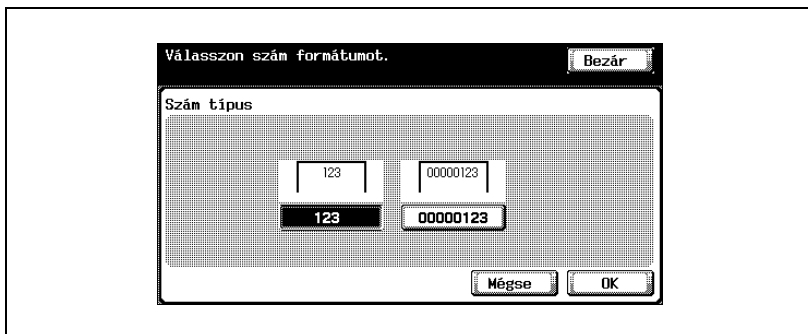 Válasszon szám formátumot.
Bezár
Szám típus
123 00000123
123 00000123
Mégse OK